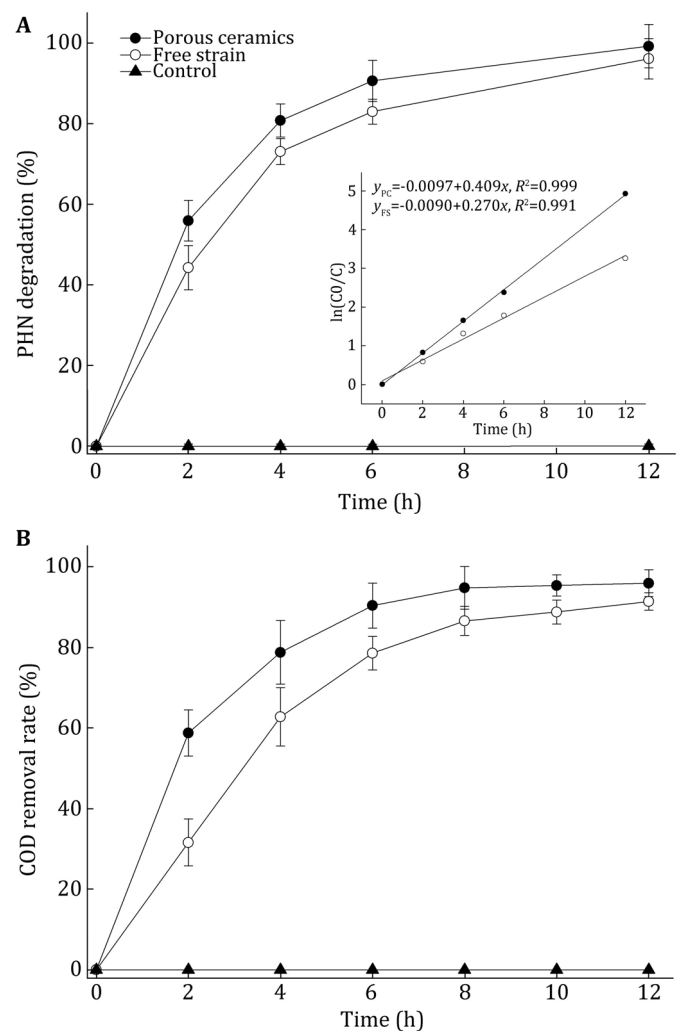 A
Porous ceramics
Free strain
Control
100
80
60
40
20
0
PHN degradation (%)
0 2 4 6 8 10 12
Time (h)
y_PC=-0.0097+0.409x, R²=0.999
y_FS=-0.0090+0.270x, R²=0.991
5
4
3
2
1
0
ln(C0/C)
0 2 4 6 8 10 12
Time (h)
B
100
80
60
40
20
0
COD removal rate (%)
0 2 4 6 8 10 12
Time (h)